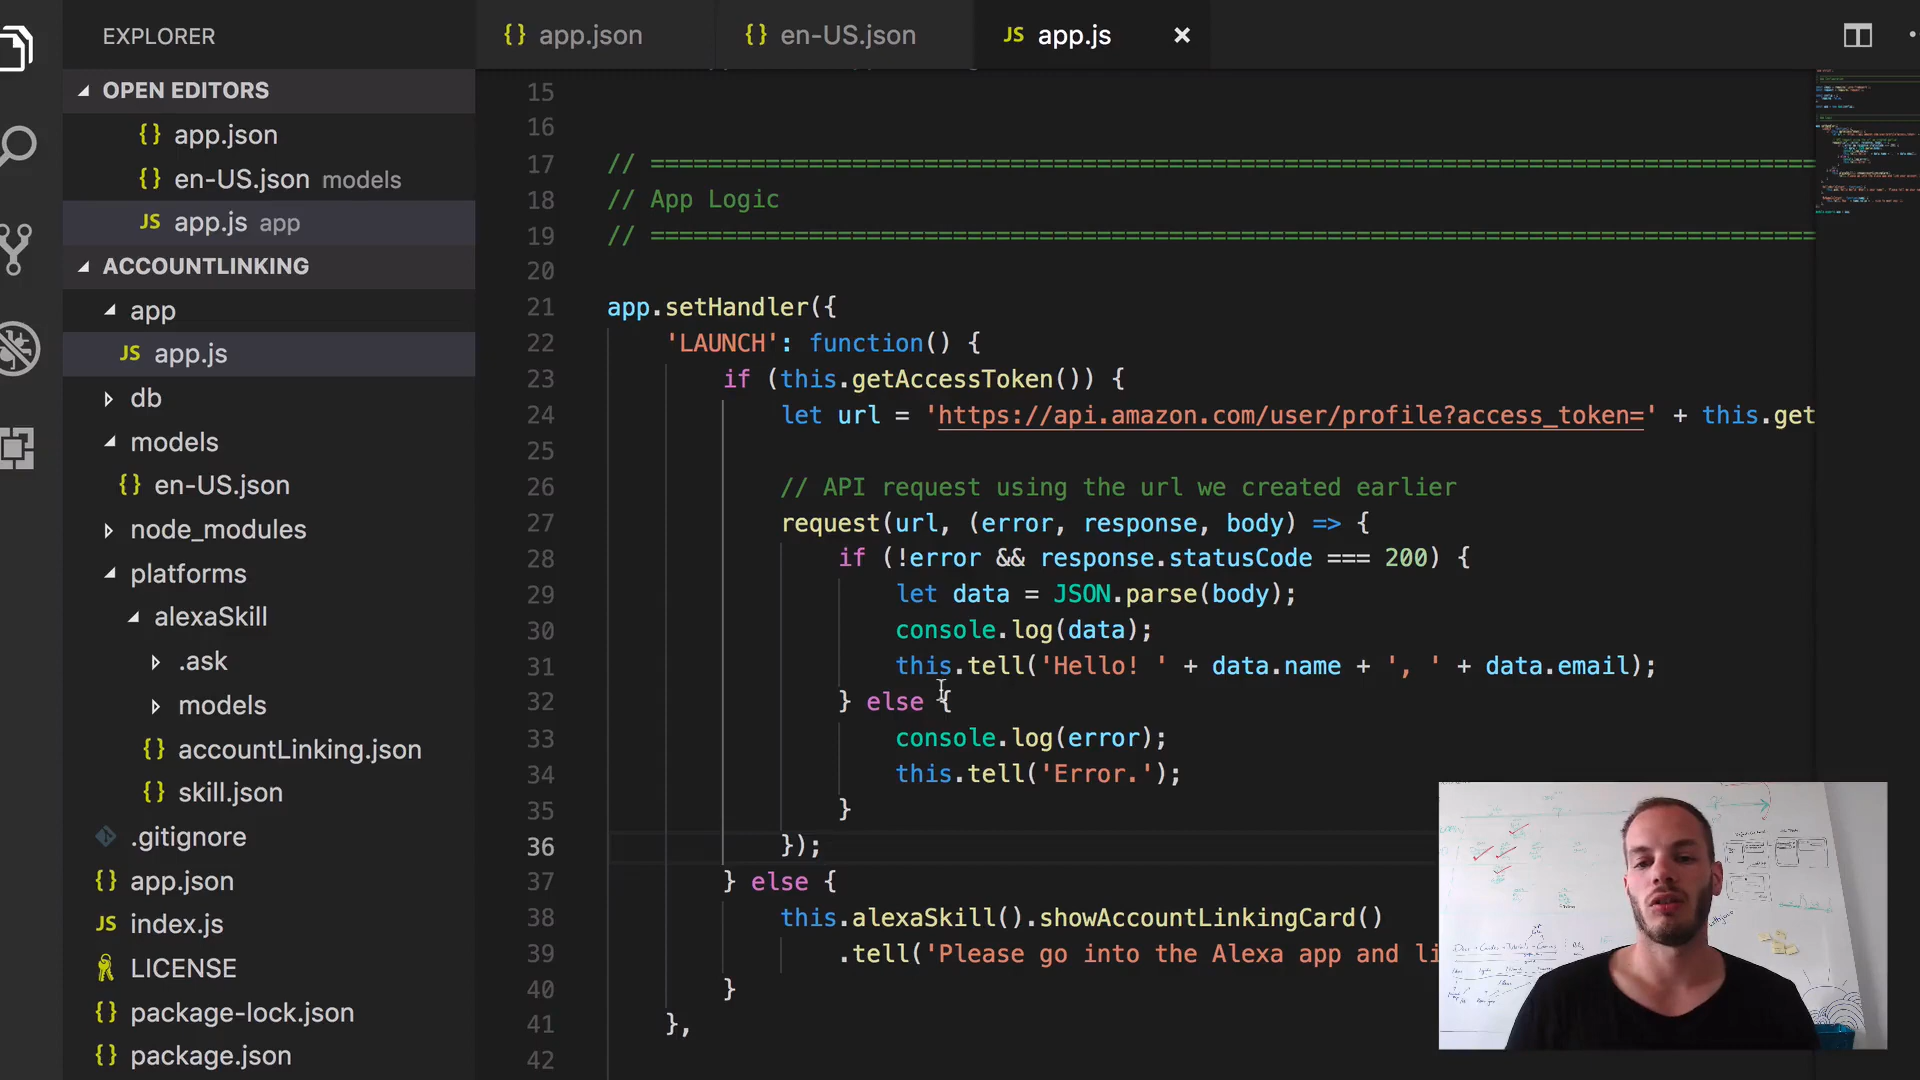 EXPLORER
OPEN EDITORS
{} app.json
{} en-US.json models
JS app.js app
ACCOUNTLINKING
app
JS app.js
db
models
{} en-US.json
node_modules
platforms
alexaSkill
.ask
models
{} accountLinking.json
{} skill.json
.gitignore
{} app.json
JS index.js
LICENSE
{} package-lock.json
{} package.json
{} app.json
{} en-US.json
JS app.js ×
15
16
17 // ================================================================================
18 // App Logic
19 // ================================================================================
20
21 app.setHandler({
22 'LAUNCH': function() {
23 if (this.getAccessToken()) {
24 let url = 'https://api.amazon.com/user/profile?access_token=' + this.get
25
26 // API request using the url we created earlier
27 request(url, (error, response, body) => {
28 if (!error && response.statusCode === 200) {
29 let data = JSON.parse(body);
30 console.log(data);
31 this.tell('Hello! ' + data.name + ', ' + data.email);
32 } else {
33 console.log(error);
34 this.tell('Error.');
35 }
36 });
37 } else {
38 this.alexaSkill().showAccountLinkingCard()
39 .tell('Please go into the Alexa app and li
40 }
41 },
42